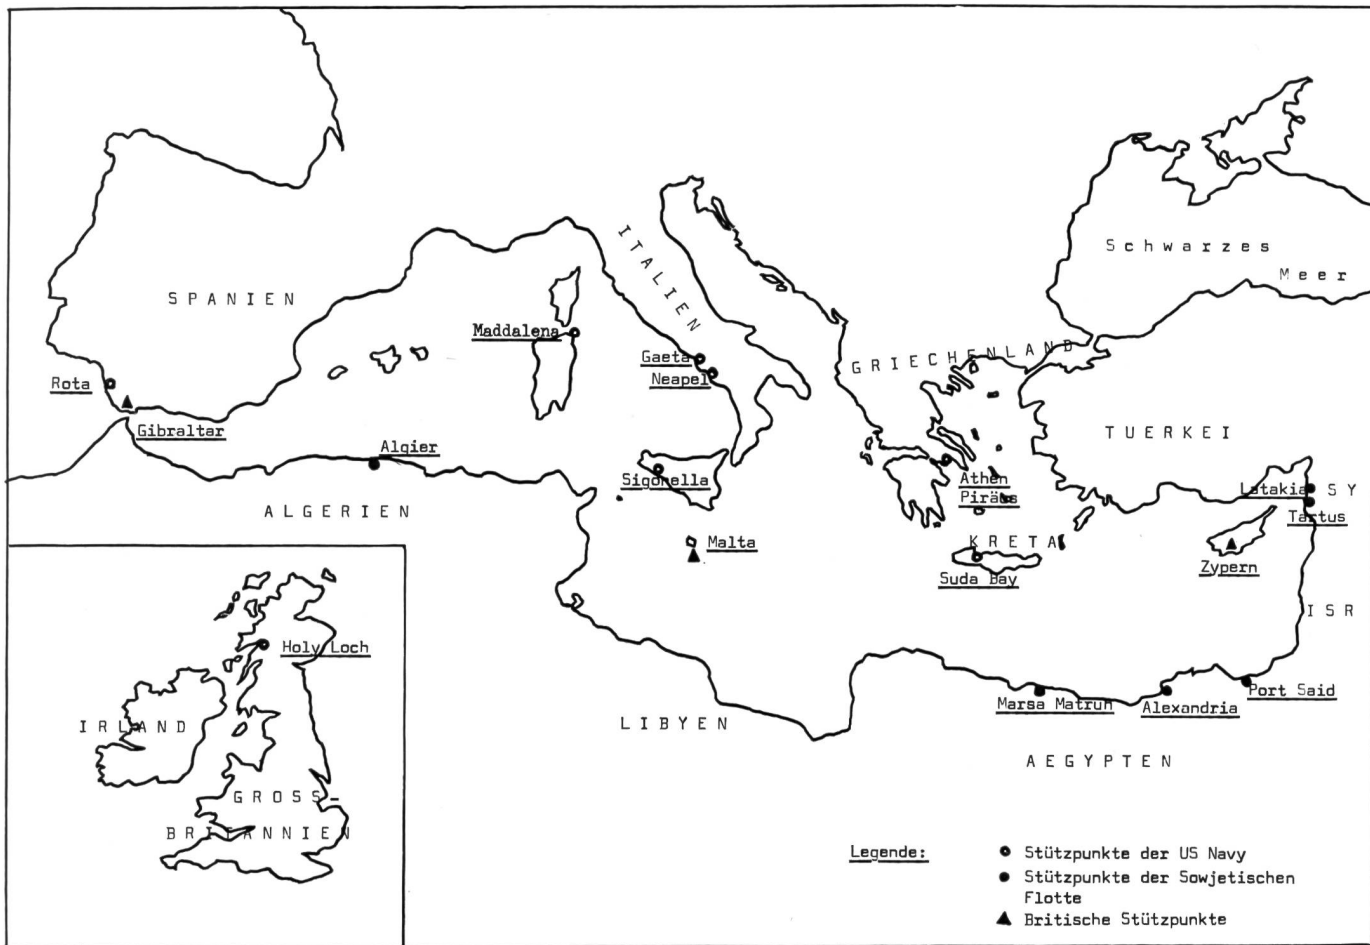 Schwarzes
Meer
ITALIEN
SPANIEN
Maddalena
GRIECHENLAND
Gaeta
Neapel
Rota
Gibraltar
TUERKEI
Algier
Sigonella
Athen
Piräus
Latakia
SY
Tartus
ALGERIEN
Malta
KRETA
Zypern
Suda Bay
ISR
Holy Loch
Port Said
Marsa Matruh
Alexandria
IRLAND
LIBYEN
AEGYPTEN
GROSS-
BRITANNIEN
Legende:
Stützpunkte der US Navy
Stützpunkte der Sowjetischen
Flotte
Britische Stützpunkte